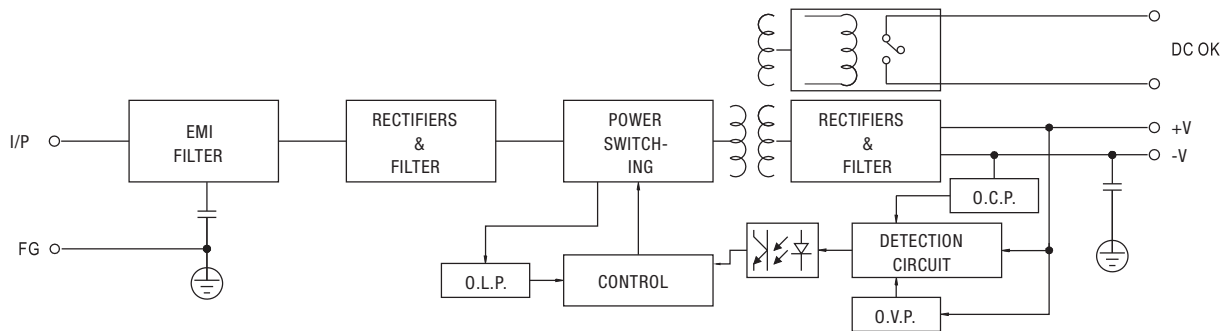 DC OK
I/P
EMI
FILTER
RECTIFIERS
&
FILTER
POWER
SWITCH-
ING
RECTIFIERS
&
FILTER
+V
-V
O.C.P.
FG
O.L.P.
CONTROL
DETECTION
CIRCUIT
O.V.P.